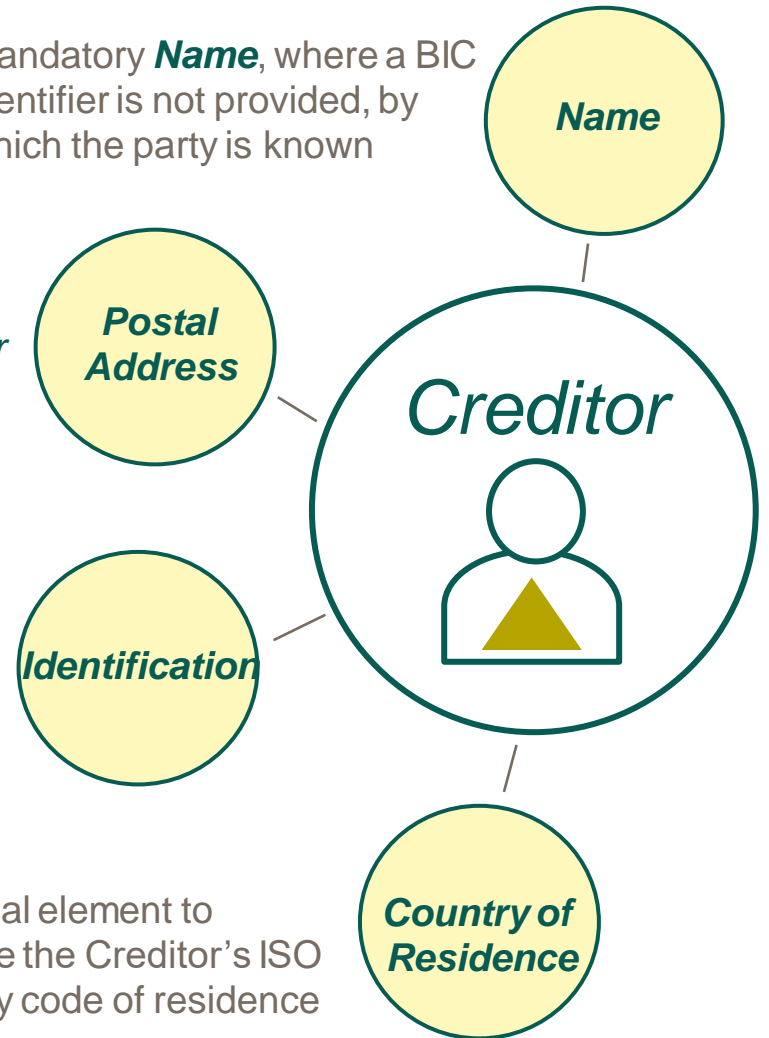 andatory Name, where a BIC
entifier is not provided, by
hich the party is known
Name
Postal
Address
Creditor
Identification
al element to
e the Creditor's ISO
y code of residence
Country of
Residence